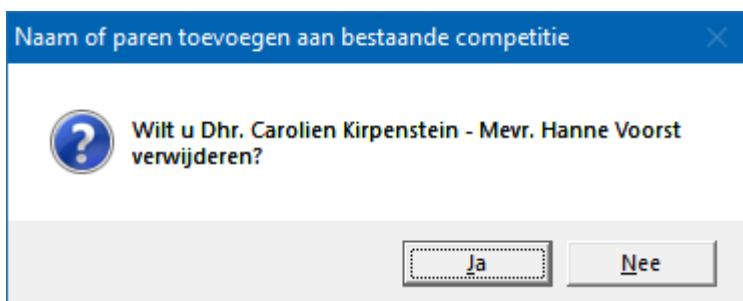 Naam of paren toevoegen aan bestaande competitie
Wilt u Dhr. Carolien Kirpenstein - Mevr. Hanne Voorst
verwijderen?
Ja
Nee